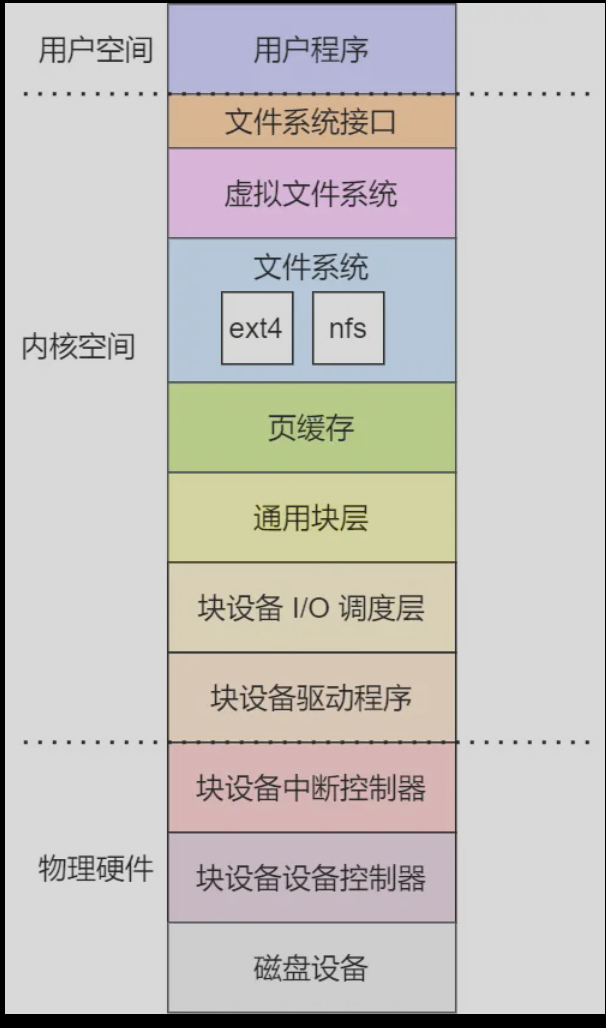 用户空间
用户程序
文件系统接口
虚拟文件系统
文件系统
ext4
nfs
内核空间
页缓存
通用块层
块设备 I/O 调度层
块设备驱动程序
块设备中断控制器
物理硬件
块设备设备控制器
磁盘设备